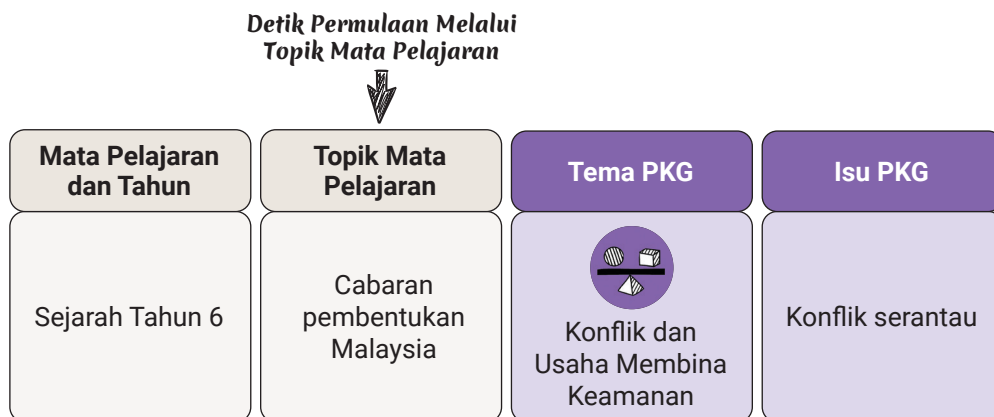 Detik Permulaan Melalui
Topik Mata Pelajaran
Mata Pelajaran
dan Tahun
Topik Mata
Pelajaran
Tema PKG
Isu PKG
Sejarah Tahun 6
Cabaran
pembentukan
Malaysia
Konflik dan
Usaha Membina
Keamanan
Konflik serantau